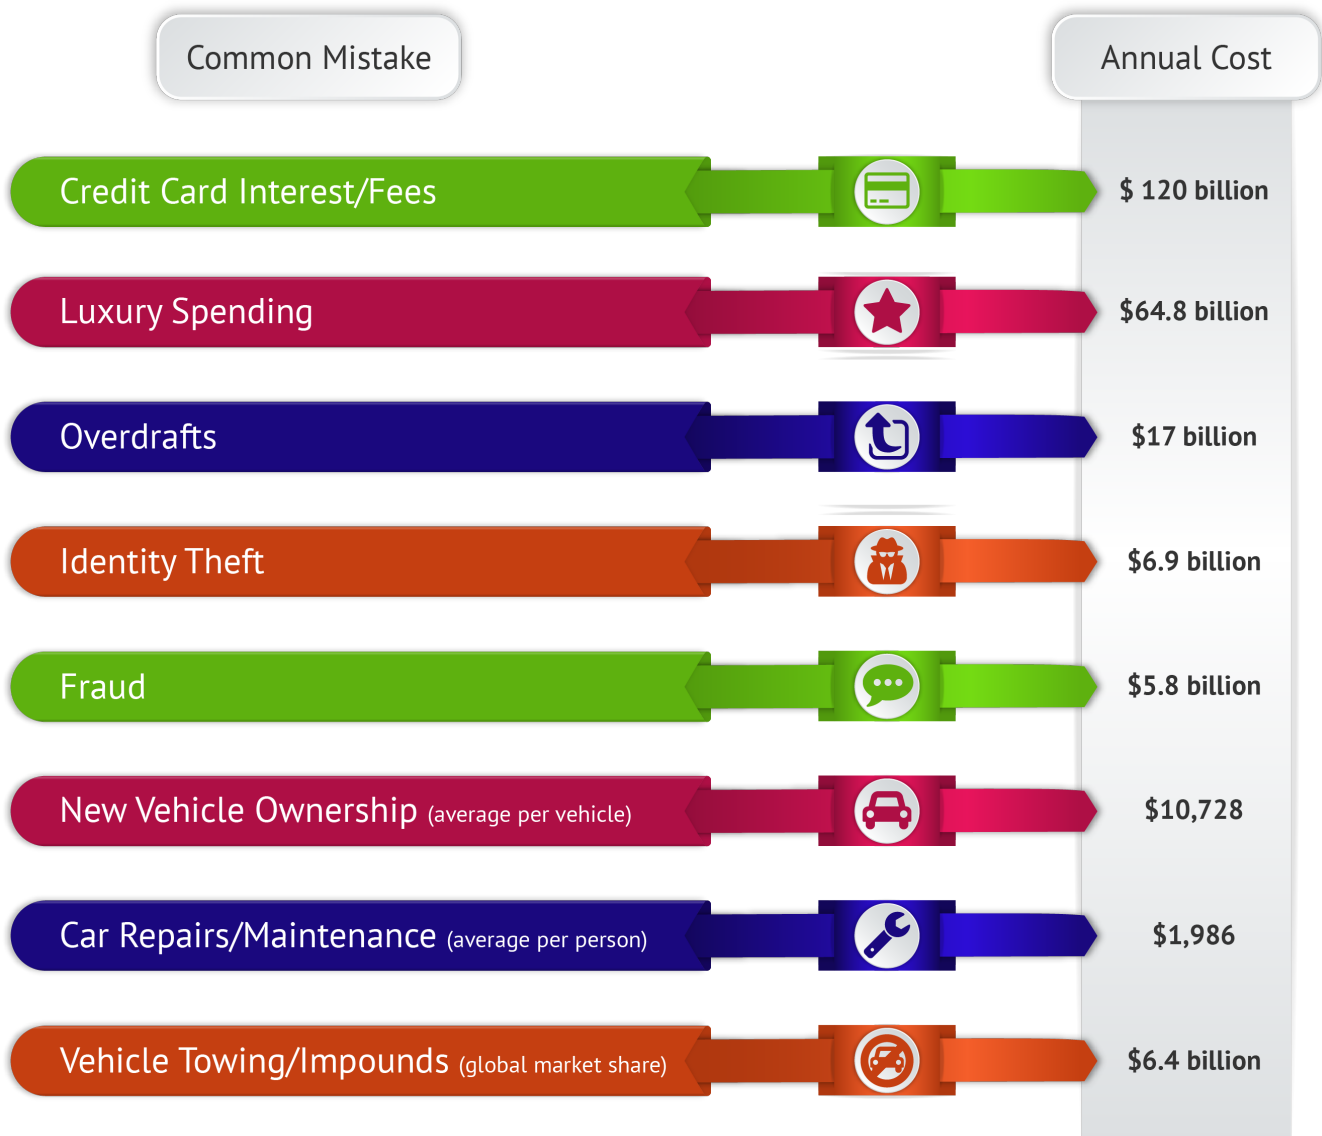 Common Mistake Annual Cost
Credit Card Interest/Fees $ 120 billion
Luxury Spending $64.8 billion
Overdrafts $17 billion
Identity Theft $6.9 billion
Fraud $5.8 billion
New Vehicle Ownership (average per vehicle) $10,728
Car Repairs/Maintenance (average per person) $1,986
Vehicle Towing/Impounds (global market share) $6.4 billion